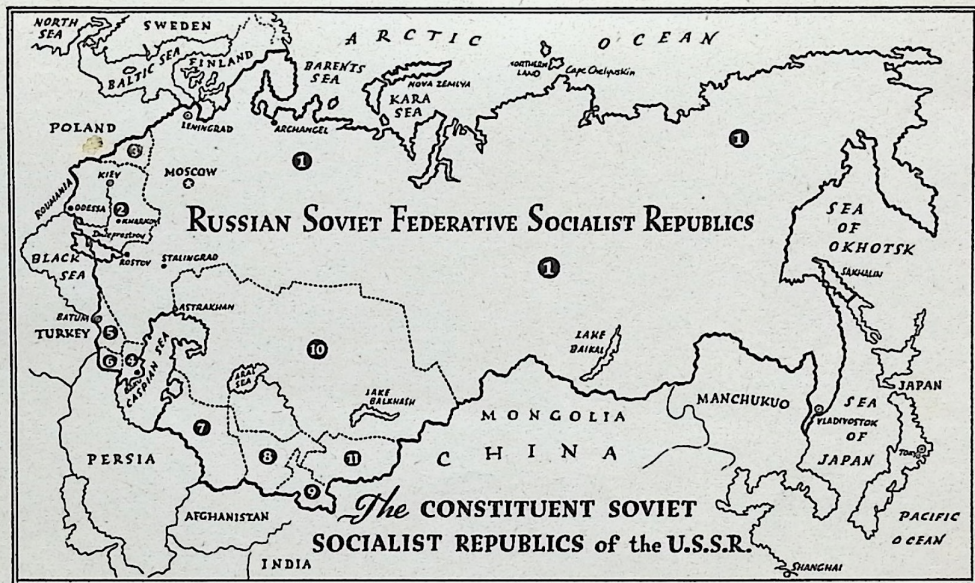 NORTH
SEA
SWEDEN
ARCTIC OCEAN
BALTIC SEA
FINLAND
BARENTS
SEA
NOVA ZEMLYA
KARA
SEA
NORTHERN
LAND
Cape Chelyuskin
LENINGRAD
ARCHANGEL
POLAND
3
1
1
MOSCOW
KIEV
ROUMANIA
ODESSA
2
KHARKOV
RUSSIAN SOVIET FEDERATIVE SOCIALIST REPUBLICS
SEA
OF
OKHOTSK
SAKHALIN
BLACK
SEA
ROSTOV
STALINGRAD
1
ASTRAKHAN
BATUM
TURKEY
5
6
4
BAKU
CASPIAN SEA
10
ARAL
SEA
LAKE
BALKHASH
LAKE
BAIKAL
MONGOLIA
CHINA
MANCHUKUO
VLADIVOSTOK
SEA
OF
JAPAN
JAPAN
TOKYO
PERSIA
7
8
11
9
AFGHANISTAN
INDIA
The CONSTITUENT SOVIET
SOCIALIST REPUBLICS of the U.S.S.R.
PACIFIC
OCEAN
SHANGHAI